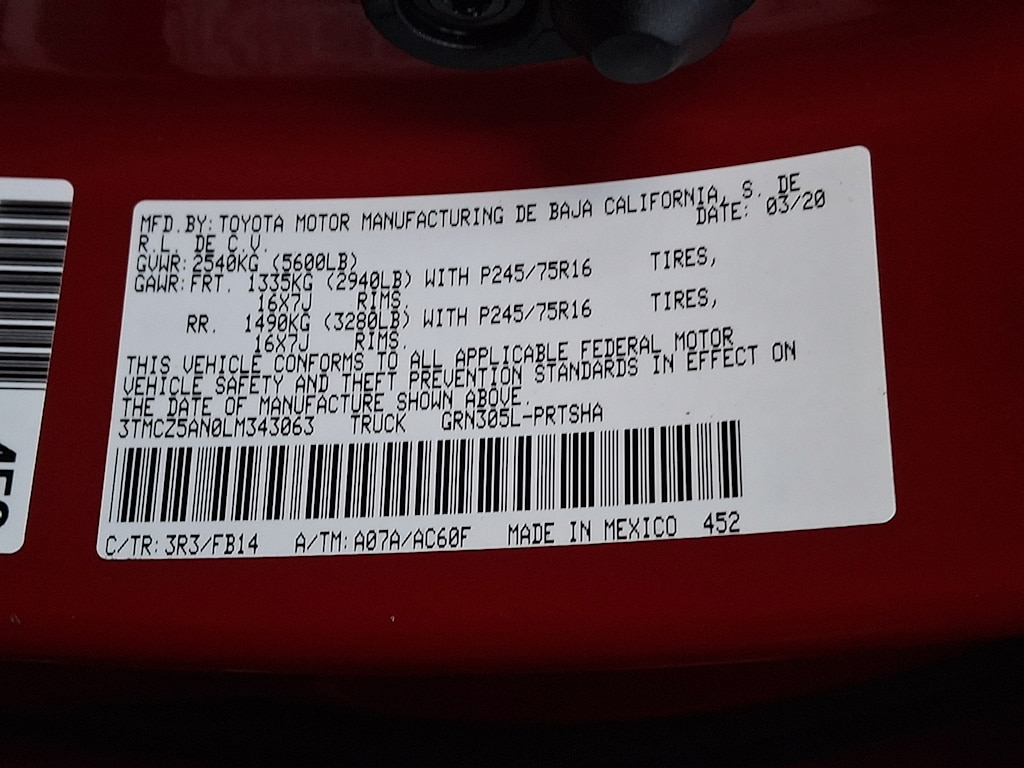 MFD.BY: TOYOTA MOTOR MANUFACTURING DE BAJA CALIFORNIA, S. DE
R.L. DE C.V. DATE: 03/20
GVWR: 2540KG (5600LB)
GAWR: FRT. 1335KG (2940LB) WITH P245/75R16 TIRES,
16X7J RIMS.
RR. 1490KG (3280LB) WITH P245/75R16 TIRES,
16X7J RIMS.
THIS VEHICLE CONFORMS TO ALL APPLICABLE FEDERAL MOTOR
VEHICLE SAFETY AND THEFT PREVENTION STANDARDS IN EFFECT ON
THE DATE OF MANUFACTURE SHOWN ABOVE.
3TMCZ5AN0LM343063 TRUCK GRN305L-PRTSHA
C/TR: 3R3/FB14 A/TM: A07A/AC60F MADE IN MEXICO 452